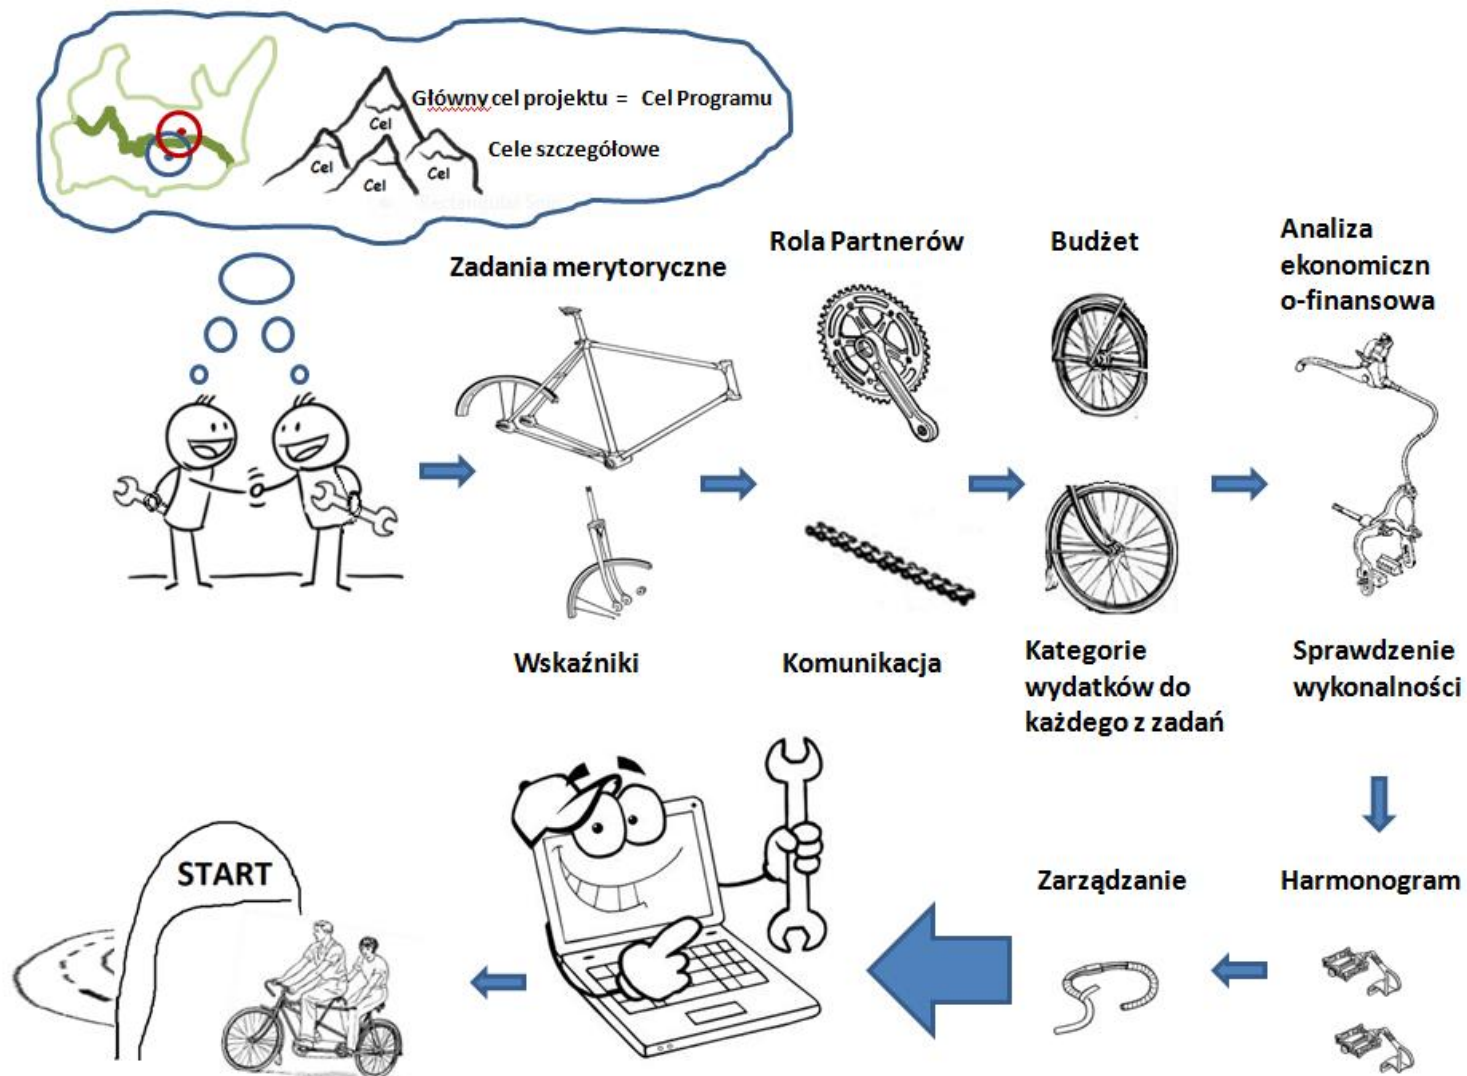 Główny cel projektu = Cel Programu
Cel
Cele szczegółowe
Cel
Cel
Cel
Zadania merytoryczne
Rola Partnerów
Budżet
Analiza
ekonomiczn
o-finansowa
Wskaźniki
Komunikacja
Kategorie
wydatków do
każdego z zadań
Sprawdzenie
wykonalności
START
Zarządzanie
Harmonogram